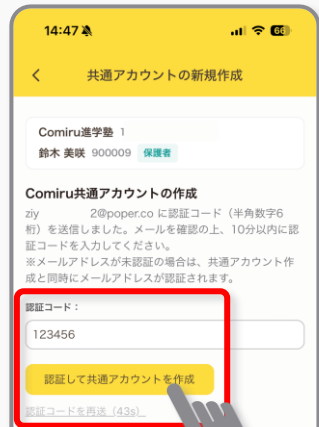 14:47
66
共通アカウントの新規作成
Comiru進学塾 1
鈴木 美咲 900009 保護者
Comiru共通アカウントの作成
ziy 2@poper.co に認証コード（半角数字6
桁）を送信しました。メールを確認の上、10分以内に認
証コードを入力してください。
※メールアドレスが未認証の場合は、共通アカウント作
成と同時にメールアドレスが認証されます。
認証コード：
123456
認証して共通アカウントを作成
認証コードを再送（43s）